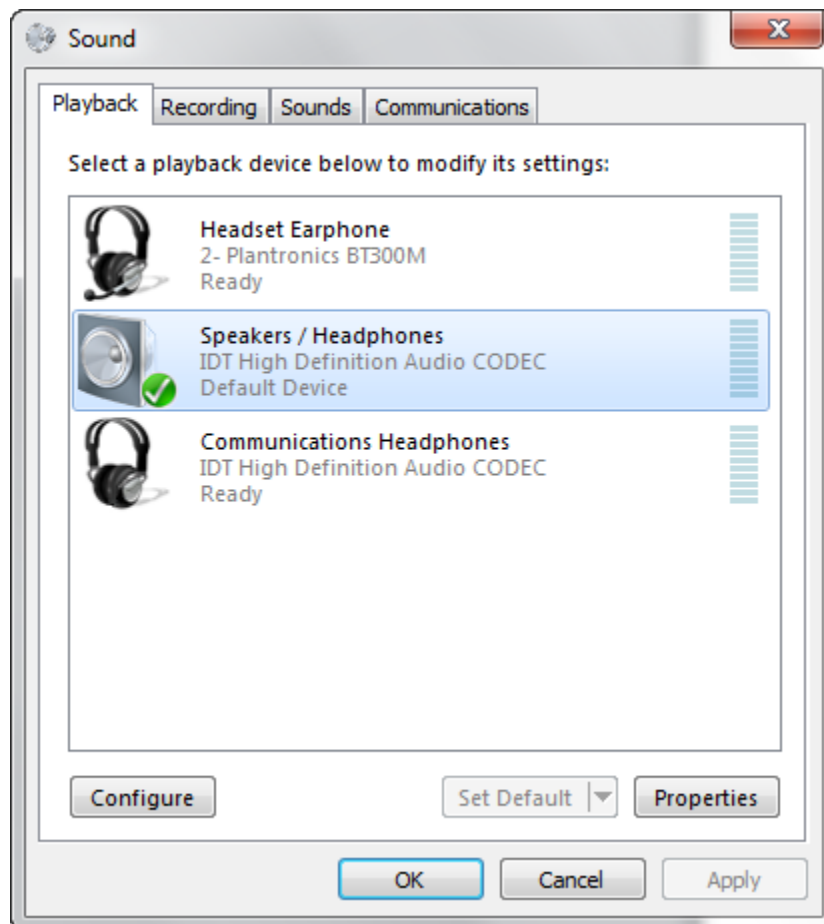 Sound
Playback Recording Sounds Communications
Select a playback device below to modify its settings:
Headset Earphone
2- Plantronics BT300M
Ready
Speakers / Headphones
IDT High Definition Audio CODEC
Default Device
Communications Headphones
IDT High Definition Audio CODEC
Ready
Configure Set Default Properties
OK Cancel Apply